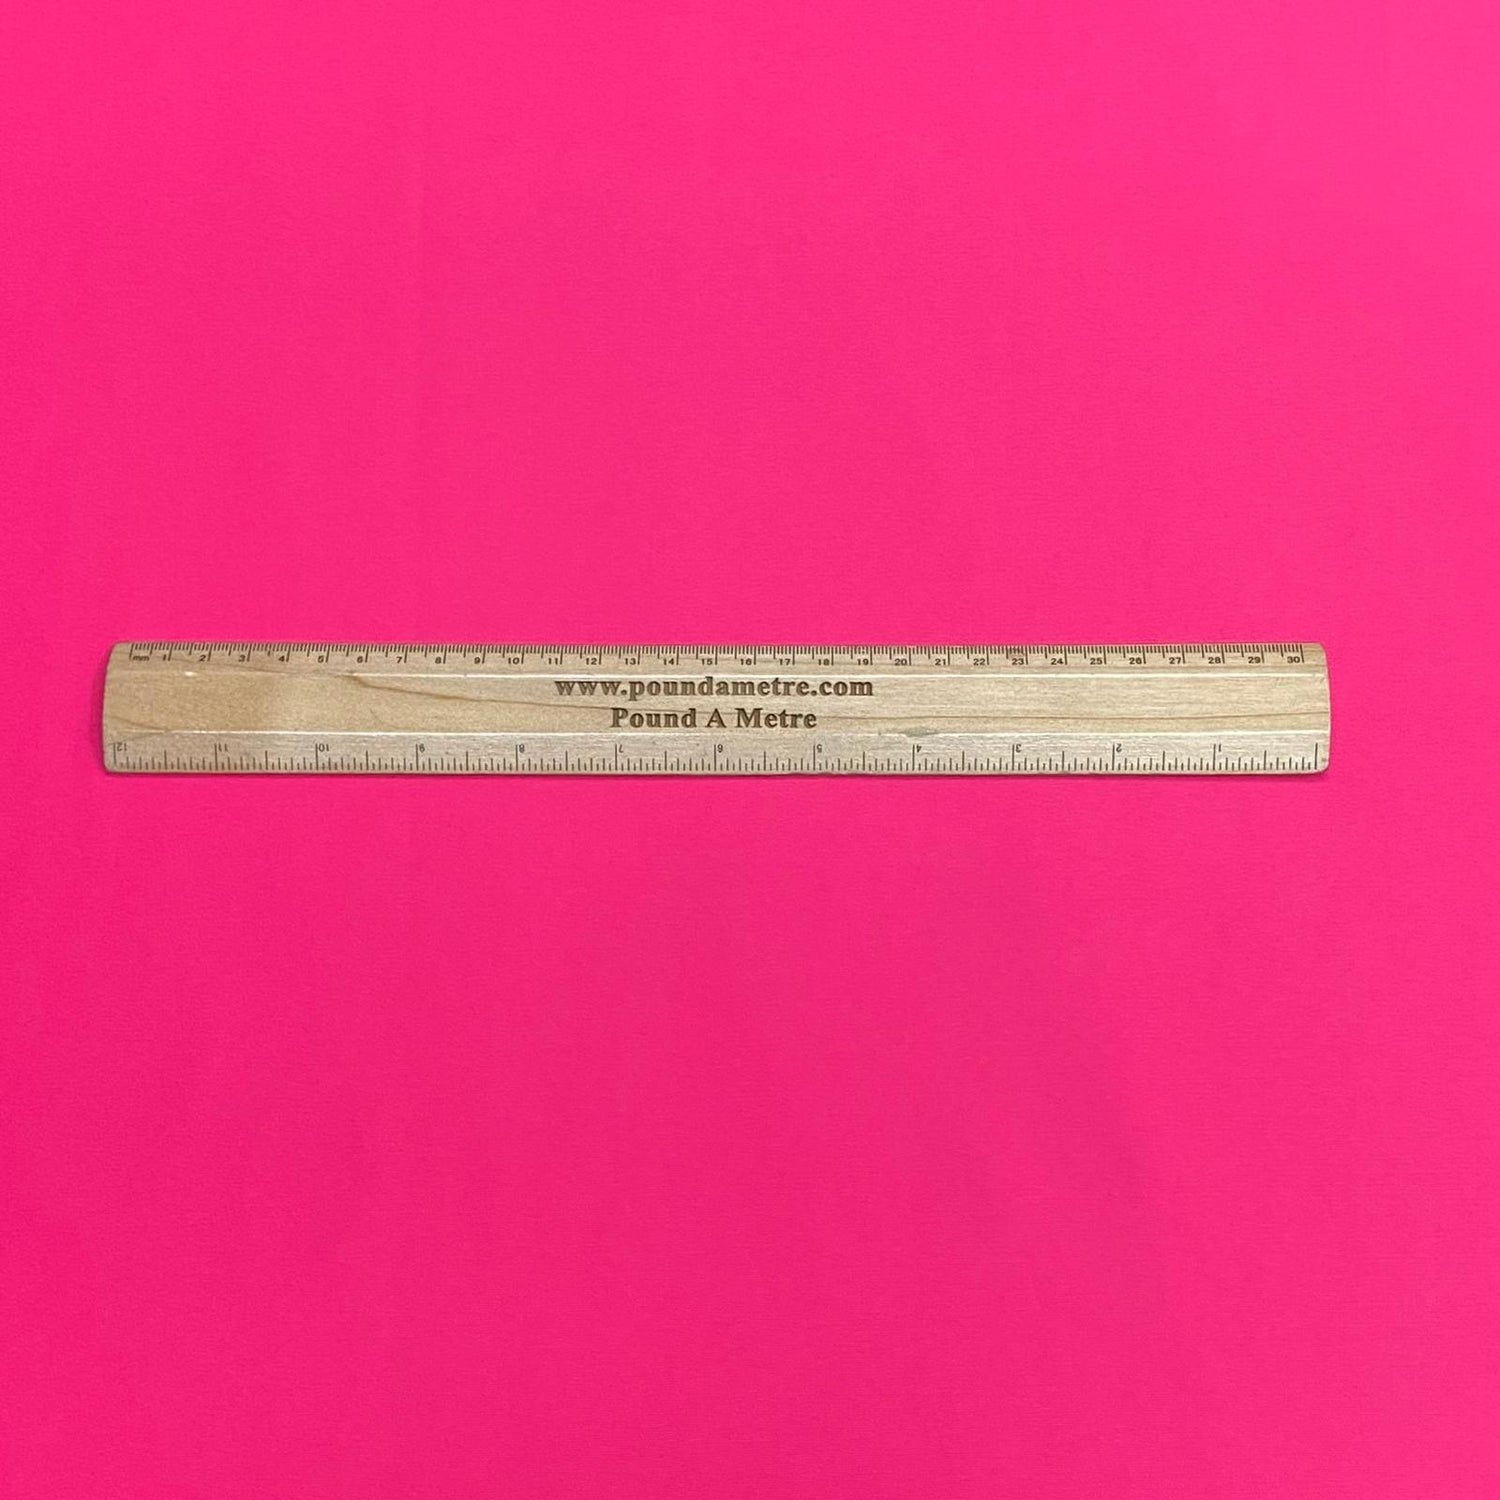 mm 1 2 3 4 5 6 7 8 9 10 11 12 13 14 15 16 17 18 19 20 21 22 23 24 25 26 27 28 29 30
www.poundametre.com
Pound A Metre
12 11 10 9 8 7 6 5 4 3 2 1